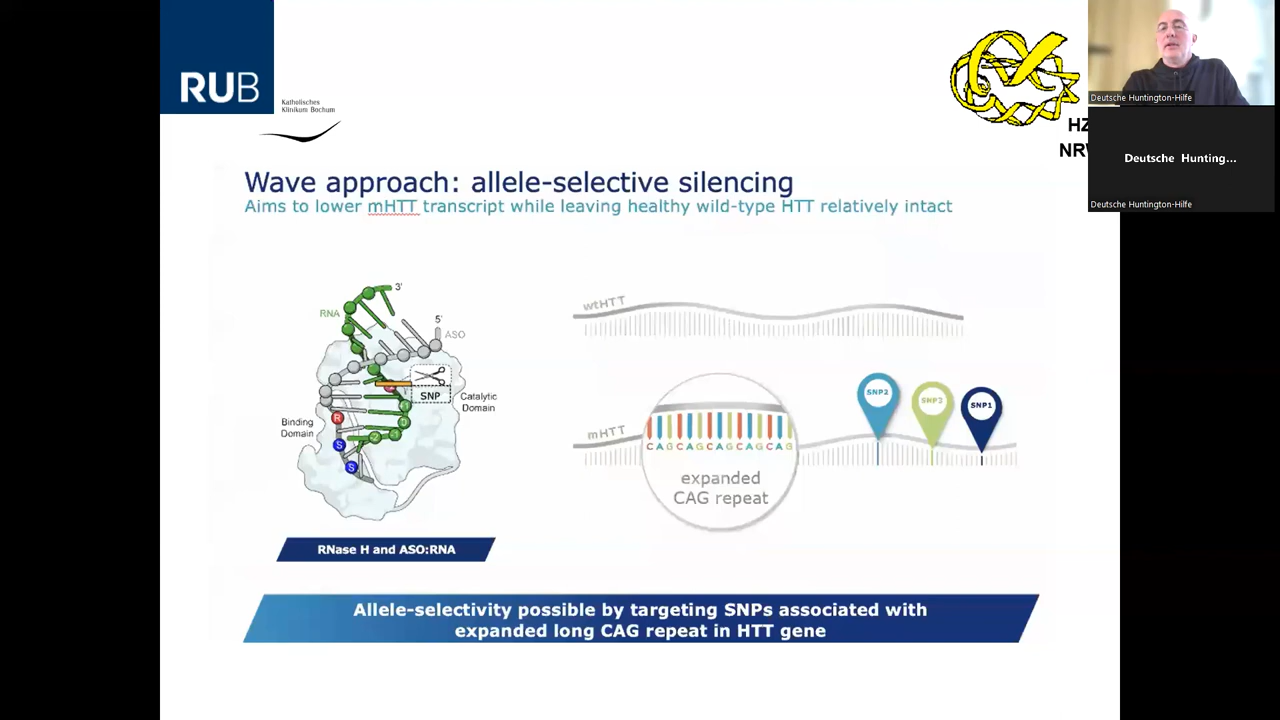 RUB
Katholisches
Klinikum Bochum
HZ
NRW
Deutsche Huntington-Hilfe
Deutsche Hunting...
Deutsche Huntington-Hilfe
Wave approach: allele-selective silencing
Aims to lower mHTT transcript while leaving healthy wild-type HTT relatively intact
3'
RNA
5'
ASO
SNP
Catalytic
Domain
Binding
Domain
R
S
S
RNase H and ASO:RNA
wtHTT
mHTT
CAGCAGCAGCAGCAG
expanded
CAG repeat
SNP2
SNP3
SNP1
Allele-selectivity possible by targeting SNPs associated with
expanded long CAG repeat in HTT gene